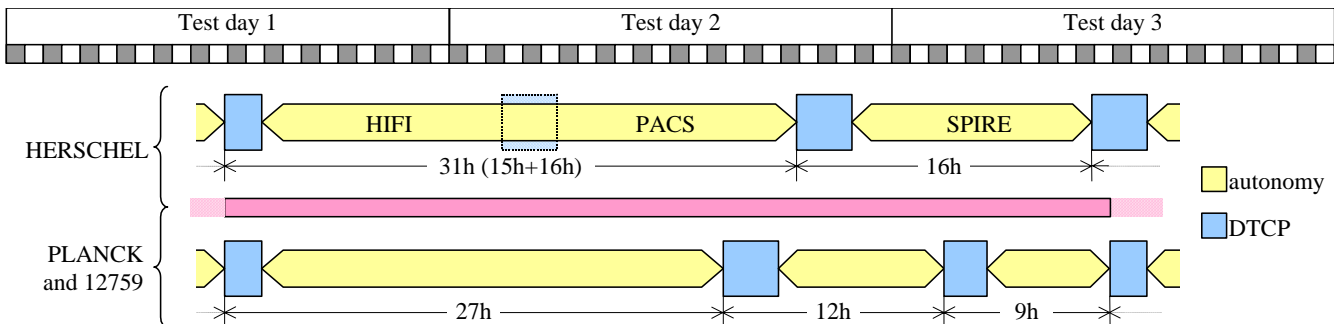 Test day 1 Test day 2 Test day 3
HIFI PACS SPIRE
HERSCHEL
31h (15h+16h) 16h
autonomy
DTCP
PLANCK
and 12759
27h 12h 9h